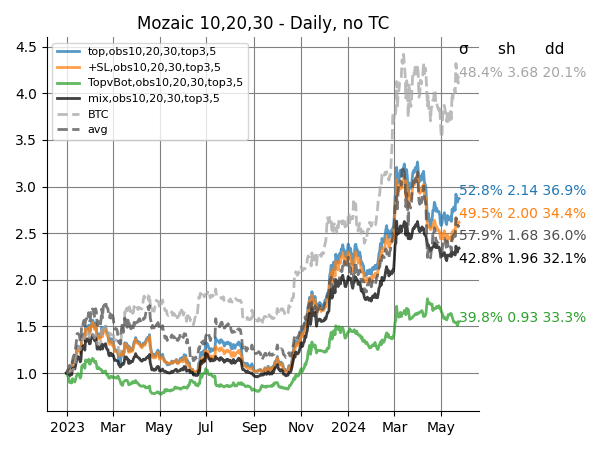 Mozaic 10,20,30 - Daily, no TC
σ sh dd
top,obs10,20,30,top3,5
+SL,obs10,20,30,top3,5
TopvBot,obs10,20,30,top3,5
mix,obs10,20,30,top3,5
BTC
avg
48.4% 3.68 20.1%
52.8% 2.14 36.9%
49.5% 2.00 34.4%
57.9% 1.68 36.0%
42.8% 1.96 32.1%
39.8% 0.93 33.3%
4.5
4.0
3.5
3.0
2.5
2.0
1.5
1.0
2023 Mar May Jul Sep Nov 2024 Mar May